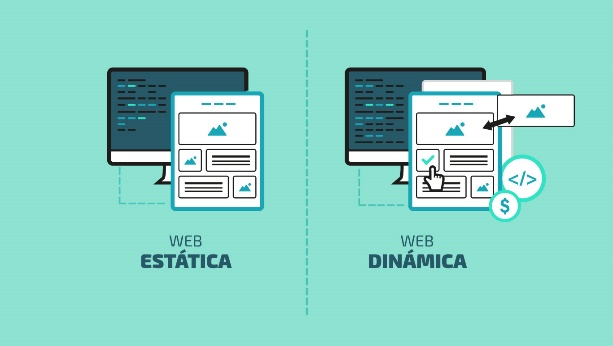 WEB
ESTÁTICA
WEB
DINÁMICA
</>
$